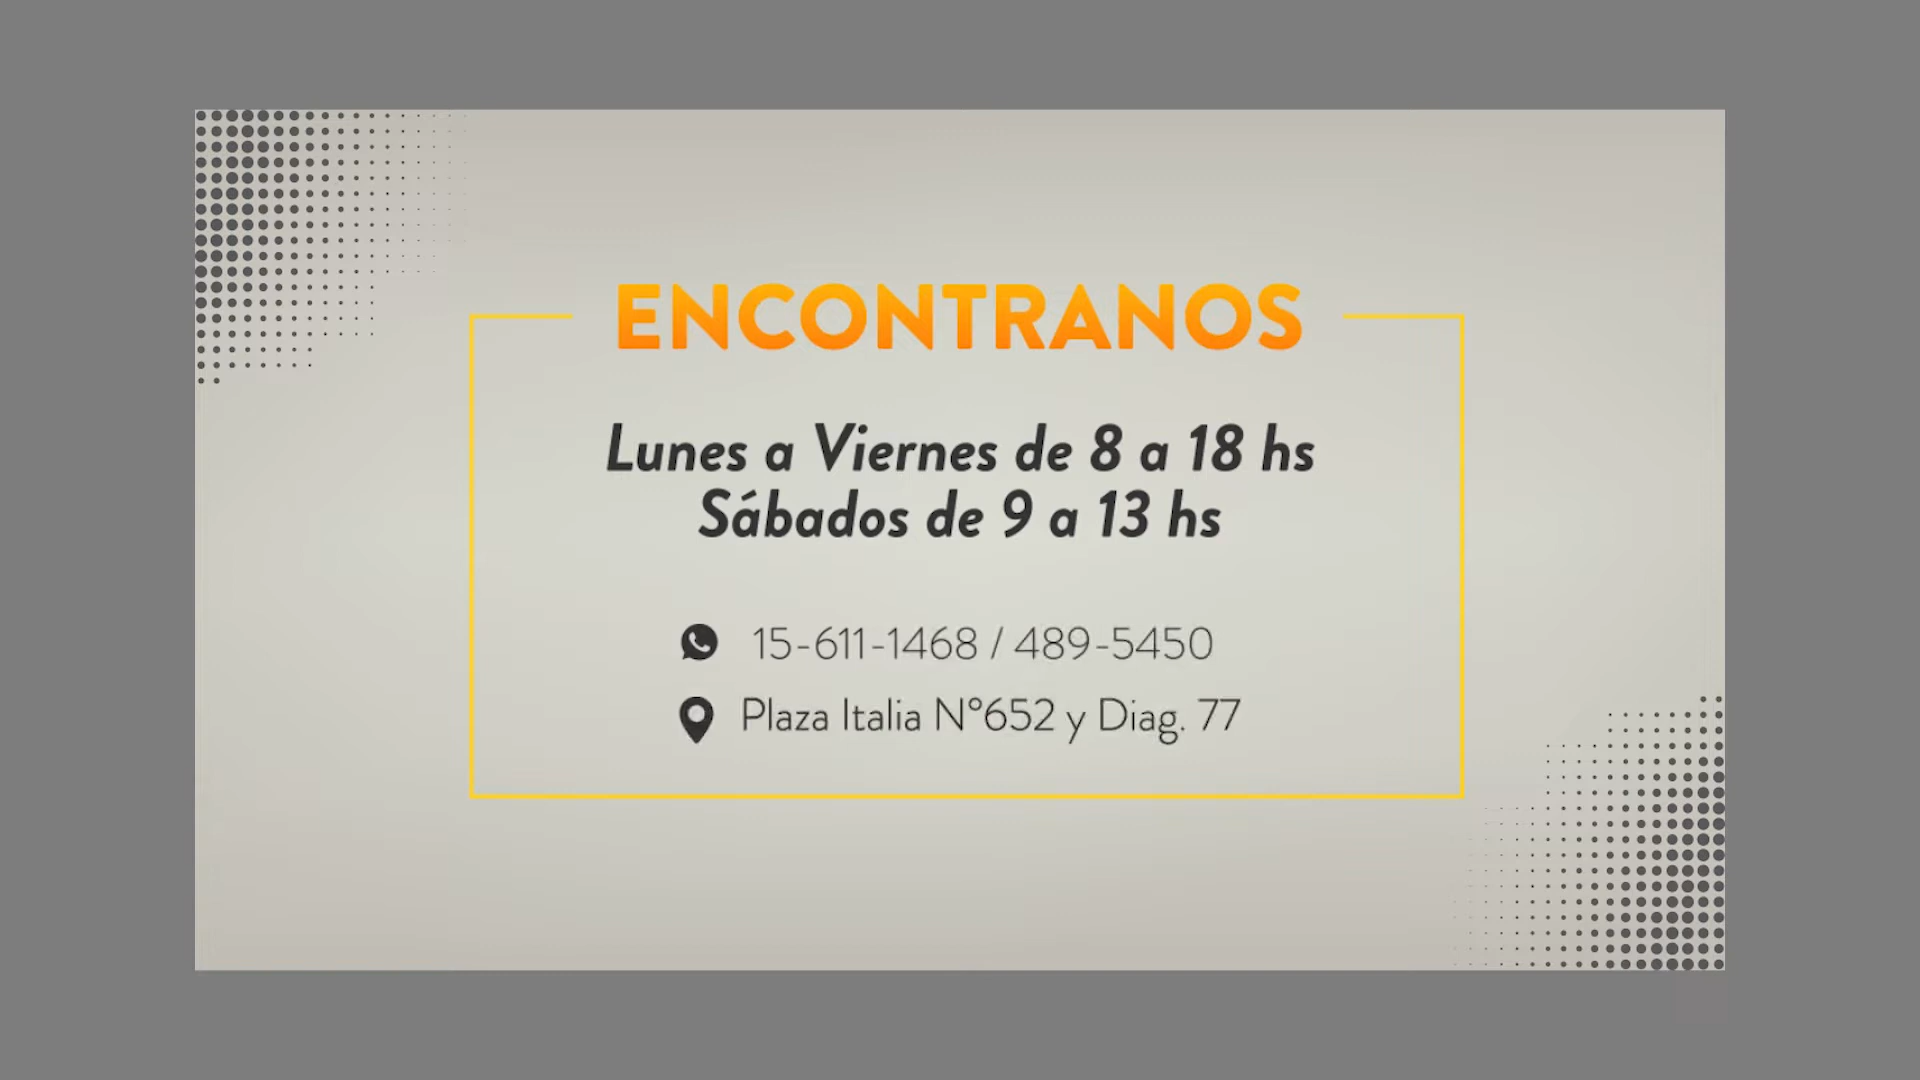 ENCONTRANOS
Lunes a Viernes de 8 a 18 hs
Sábados de 9 a 13 hs
15-611-1468 / 489-5450
Plaza Italia N°652 y Diag. 77